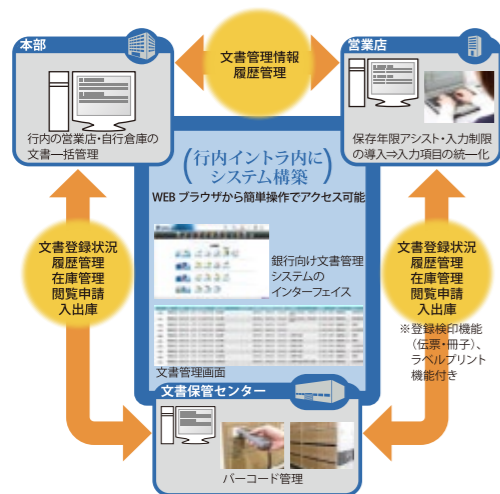 本部
文書管理情報
履歴管理
営業店
行内の営業店・自行倉庫の
文書一括管理
保存年限アシスト・入力制限
の導入⇒入力項目の統一化
(行内イントラ内に
システム構築)
WEB ブラウザから簡単操作でアクセス可能
銀行向け文書管理
システムの
インターフェイス
文書管理画面
文書登録状況
履歴管理
在庫管理
閲覧申請
入出庫
文書登録状況
履歴管理
在庫管理
閲覧申請
入出庫
※登録検印機能
(伝票・冊子)、
ラベルプリント
機能付き
文書保管センター
バーコード管理